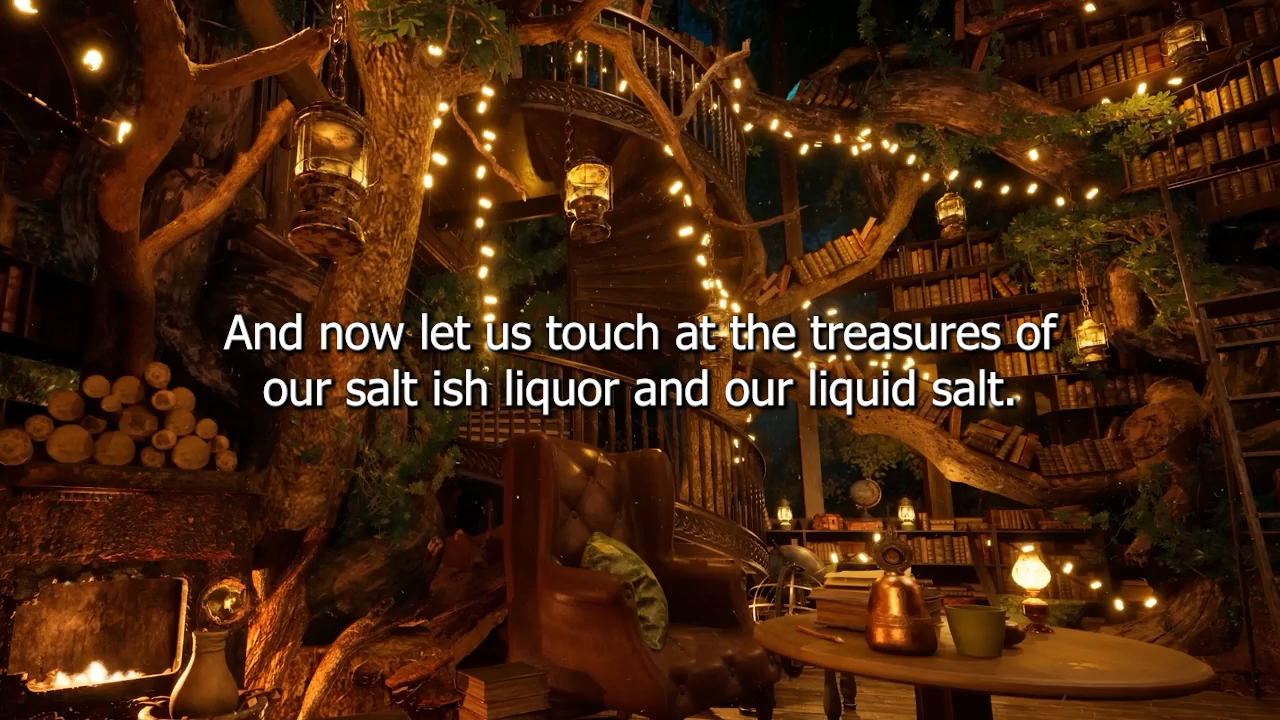 And now let us touch at the treasures of
our salt ish liquor and our liquid salt.